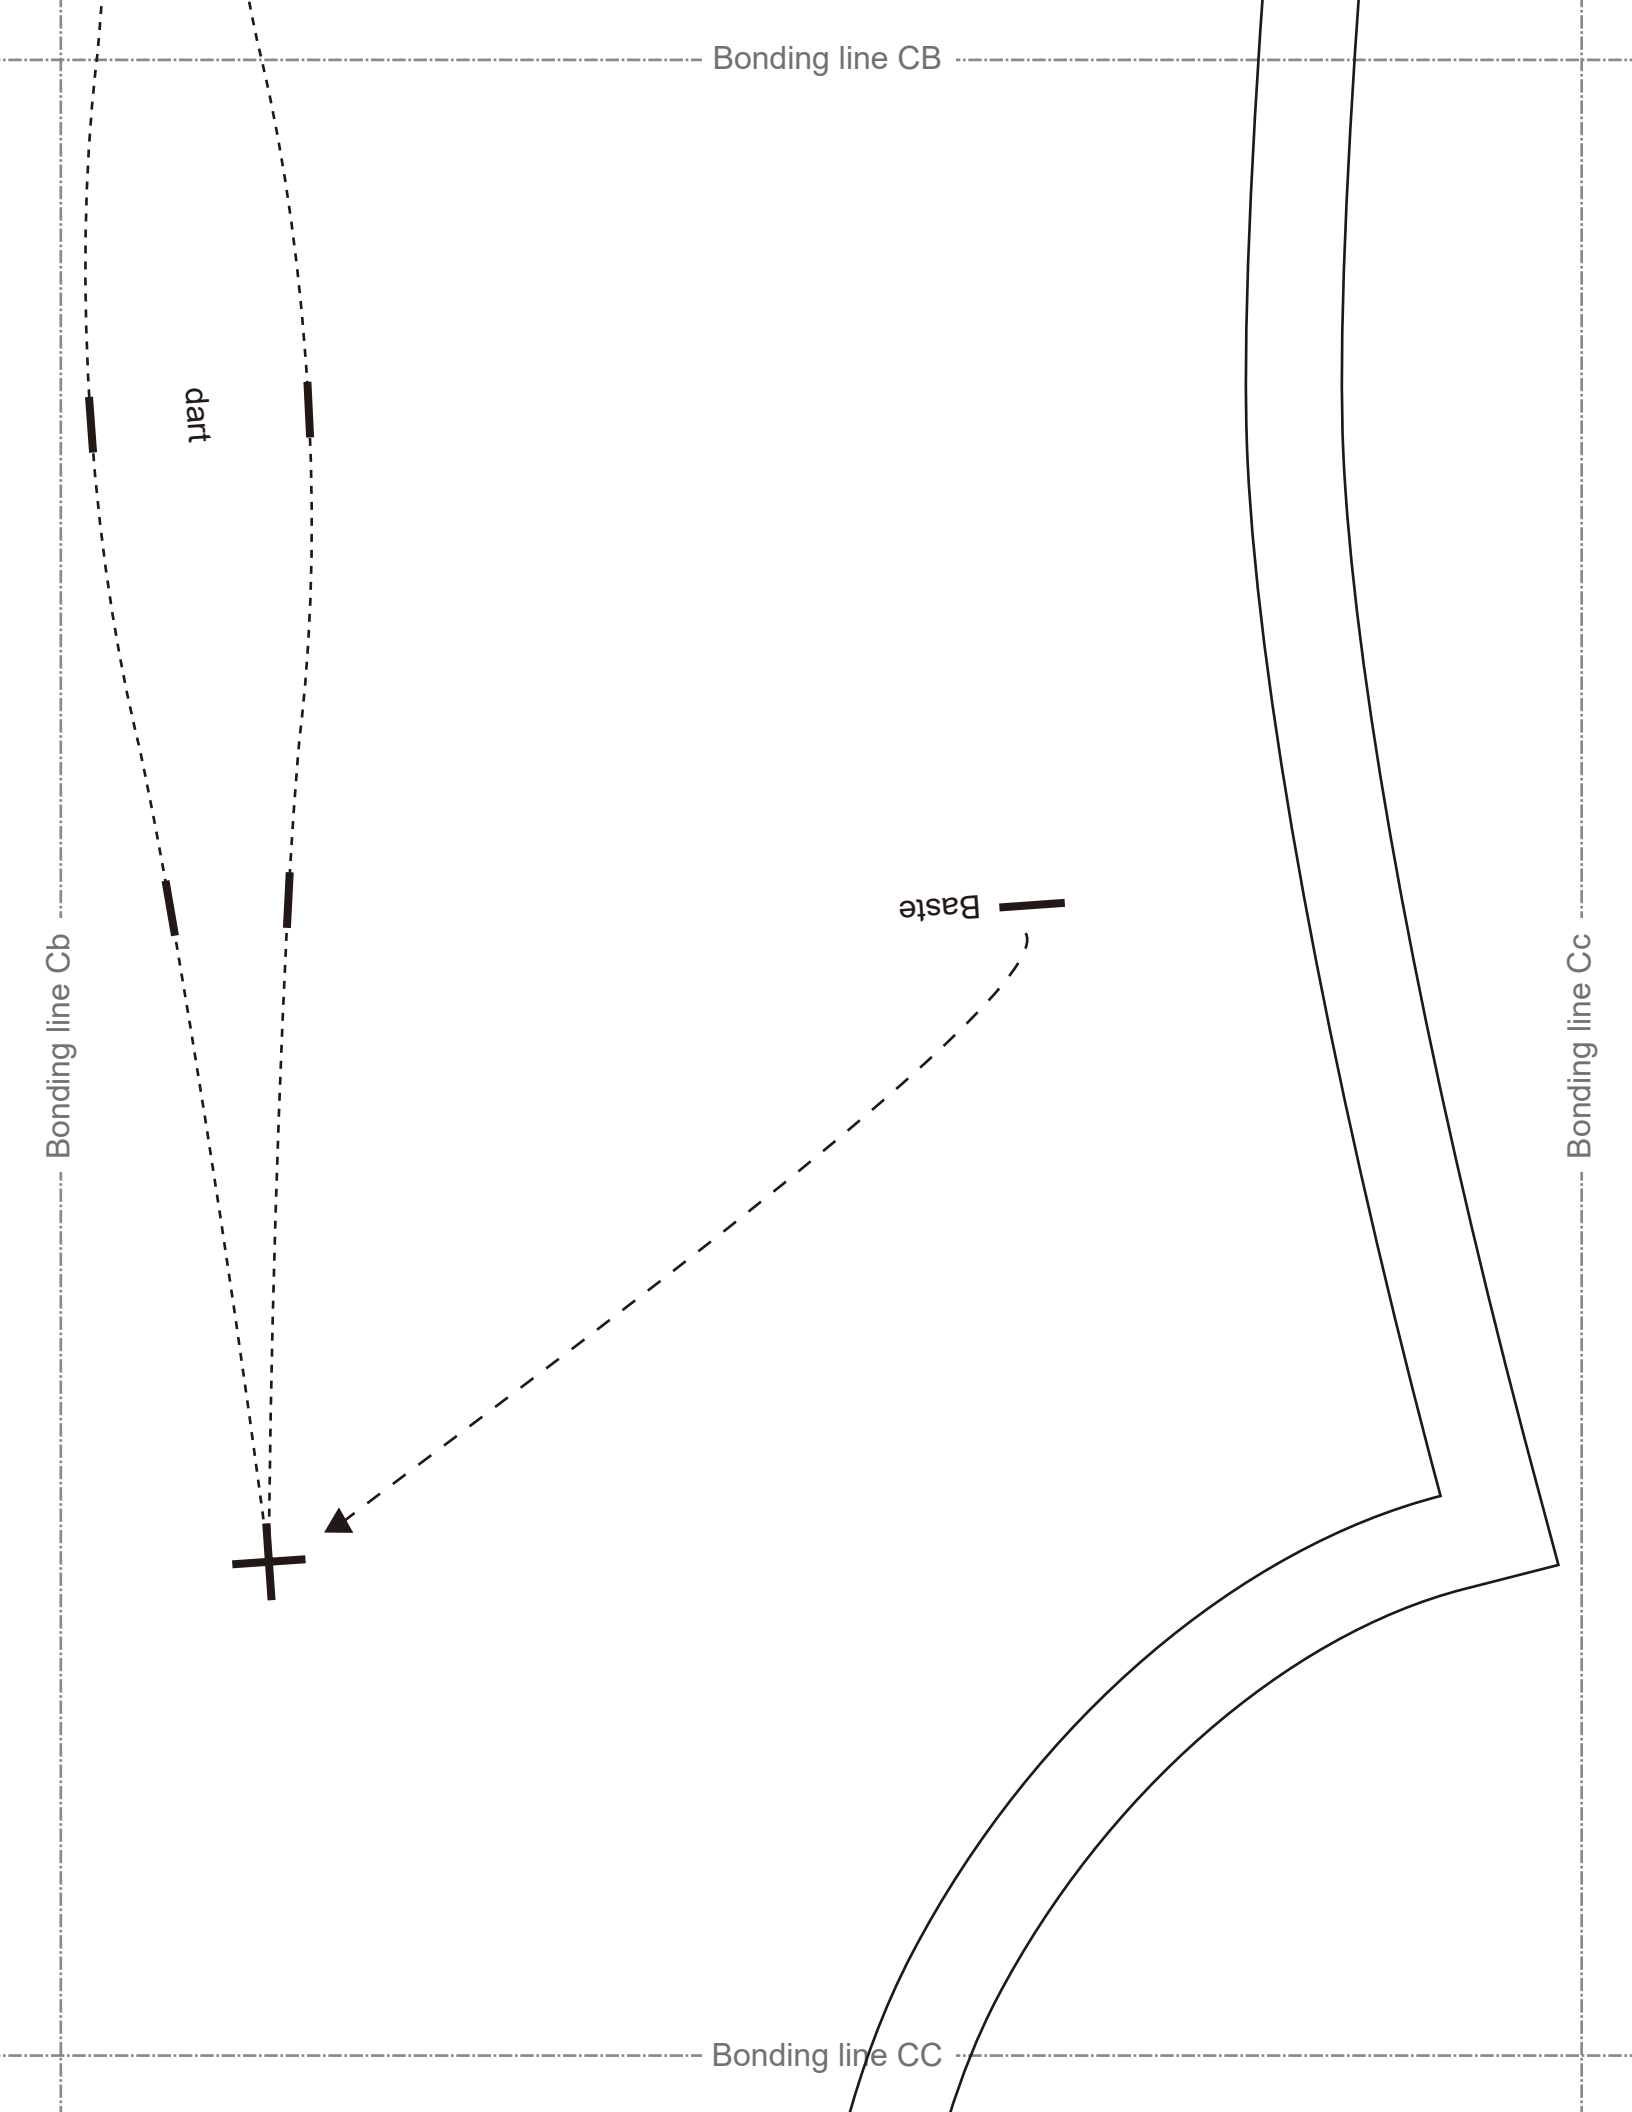 Bonding line CB
dart
Baste
Bonding line Cb
Bonding line Cc
Bonding line CC